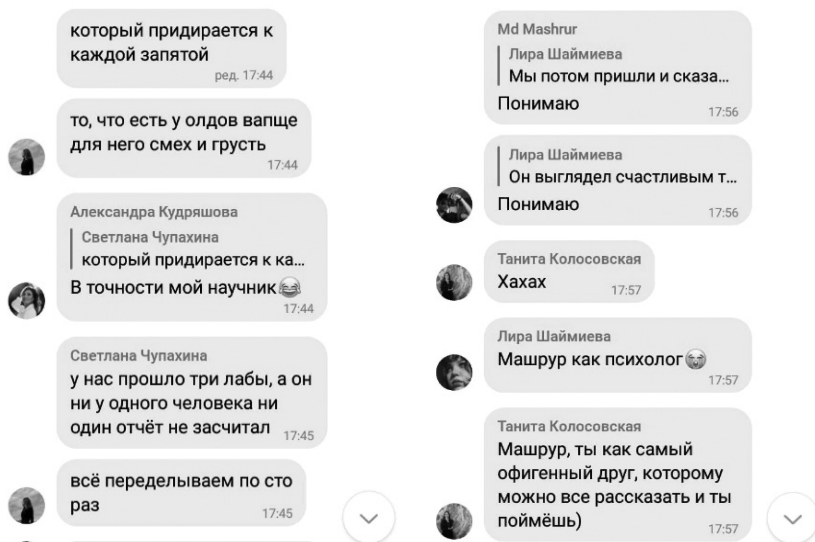 который придирается к
каждой запятой
ред. 17:44
то, что есть у олдов вапще
для него смех и грусть
17:44
Александра Кудряшова
Светлана Чупахина
который придирается к ка...
В точности мой научник😂
17:44
Светлана Чупахина
у нас прошло три лабы, а он
ни у одного человека ни
один отчёт не засчитал 17:45
всё переделываем по сто
раз
17:45
Md Mashrur
Лира Шаймиева
Мы потом пришли и сказа...
Понимаю
17:56
Лира Шаймиева
Он выглядел счастливым т...
Понимаю
17:56
Танита Колосовская
Хахах
17:57
Лира Шаймиева
Машрур как психолог
17:57
Танита Колосовская
Машрур, ты как самый
офигенный друг, которому
можно все рассказать и ты
поймёшь)
17:57